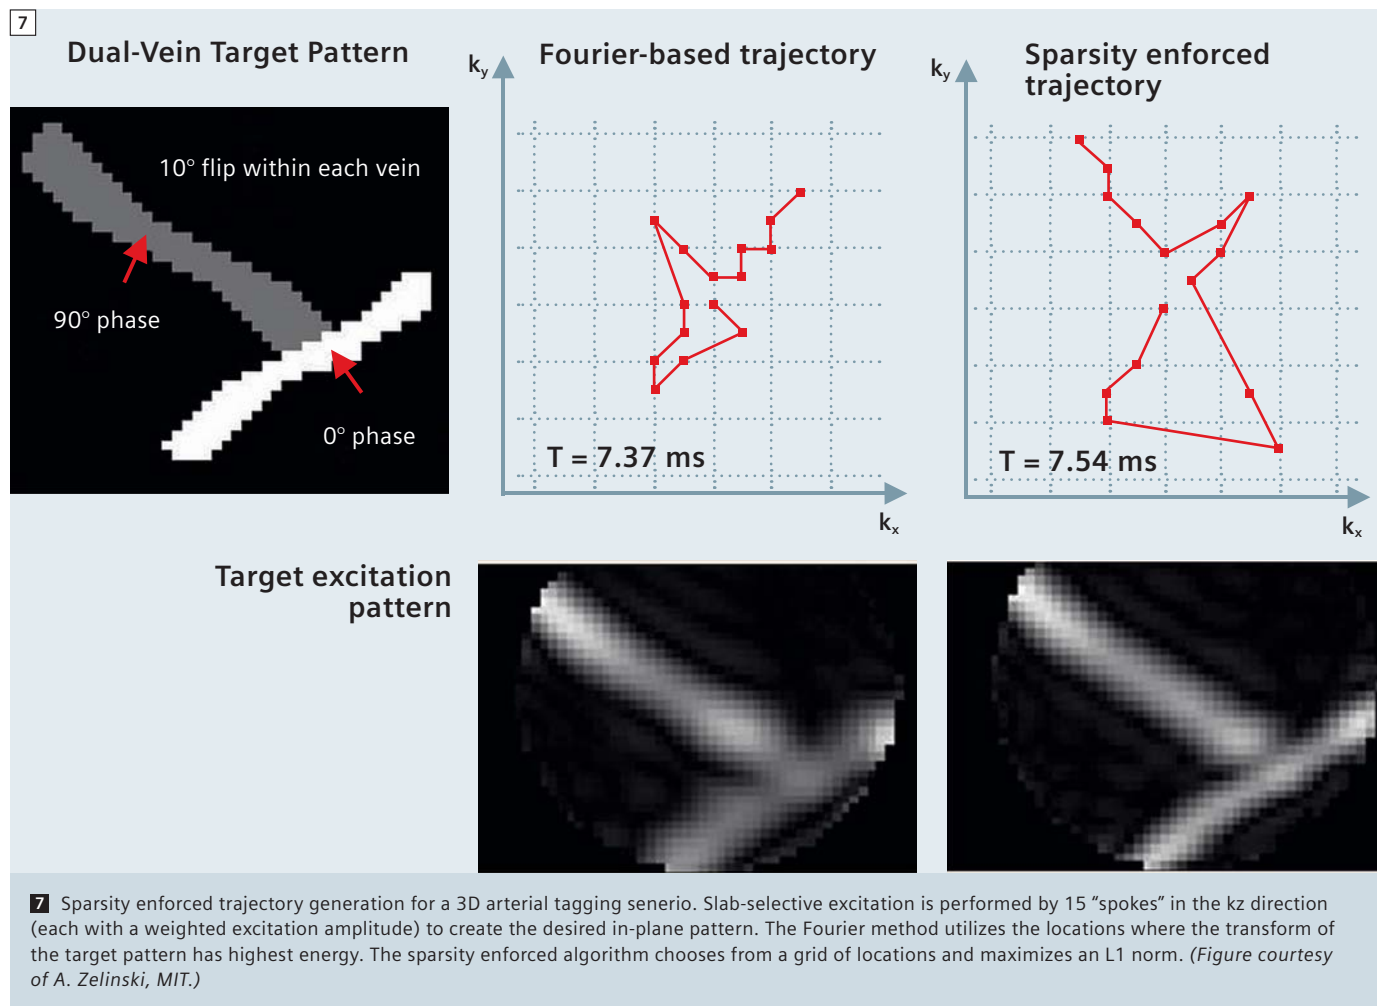 7
Dual-Vein Target Pattern
10° flip within each vein
90° phase
0° phase
Fourier-based trajectory
ky
T = 7.37 ms
kx
Sparsity enforced
trajectory
ky
T = 7.54 ms
kx
Target excitation
pattern
7 Sparsity enforced trajectory generation for a 3D arterial tagging senerio. Slab-selective excitation is performed by 15 “spokes” in the kz direction
(each with a weighted excitation amplitude) to create the desired in-plane pattern. The Fourier method utilizes the locations where the transform of
the target pattern has highest energy. The sparsity enforced algorithm chooses from a grid of locations and maximizes an L1 norm. (Figure courtesy
of A. Zelinski, MIT.)